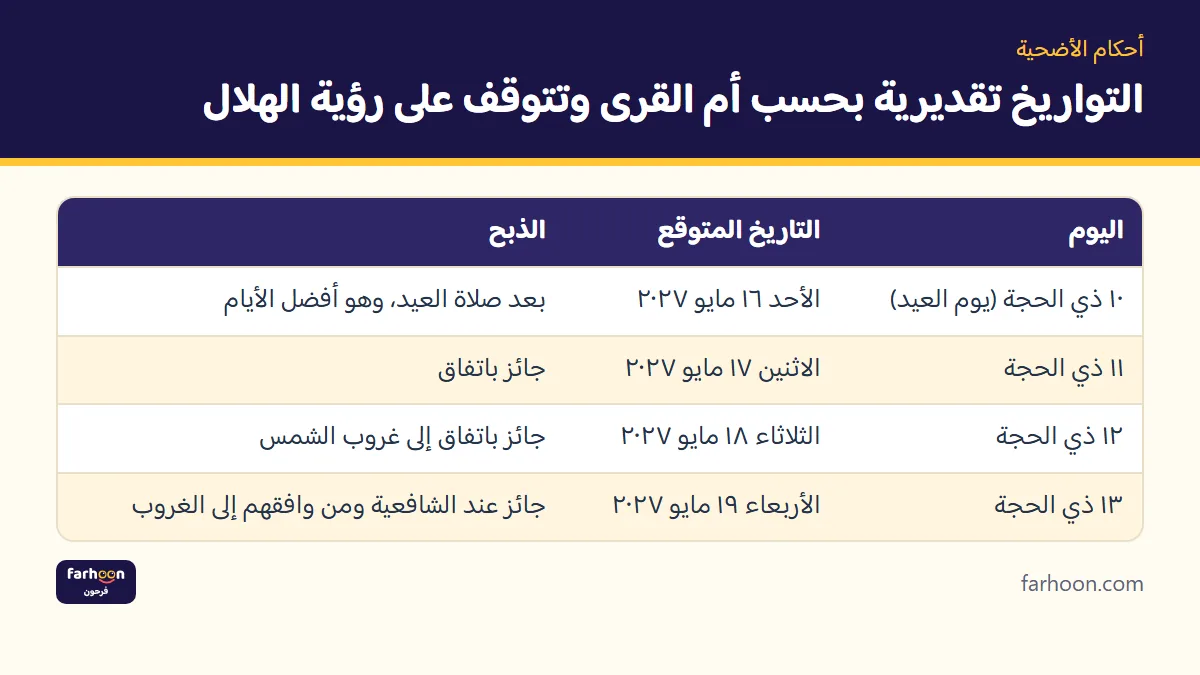 أحكام الأضحية
التواريخ تقديرية بحسب أم القرى وتتوقف على رؤية الهلال
اليوم التاريخ المتوقع الذبح
١٠ ذي الحجة (يوم العيد) الأحد ١٦ مايو ٢٠٢٧ بعد صلاة العيد، وهو أفضل الأيام
١١ ذي الحجة الاثنين ١٧ مايو ٢٠٢٧ جائز باتفاق
١٢ ذي الحجة الثلاثاء ١٨ مايو ٢٠٢٧ جائز باتفاق إلى غروب الشمس
١٣ ذي الحجة الأربعاء ١٩ مايو ٢٠٢٧ جائز عند الشافعية ومن وافقهم إلى الغروب
farhoon.com
farhoon
فرحون